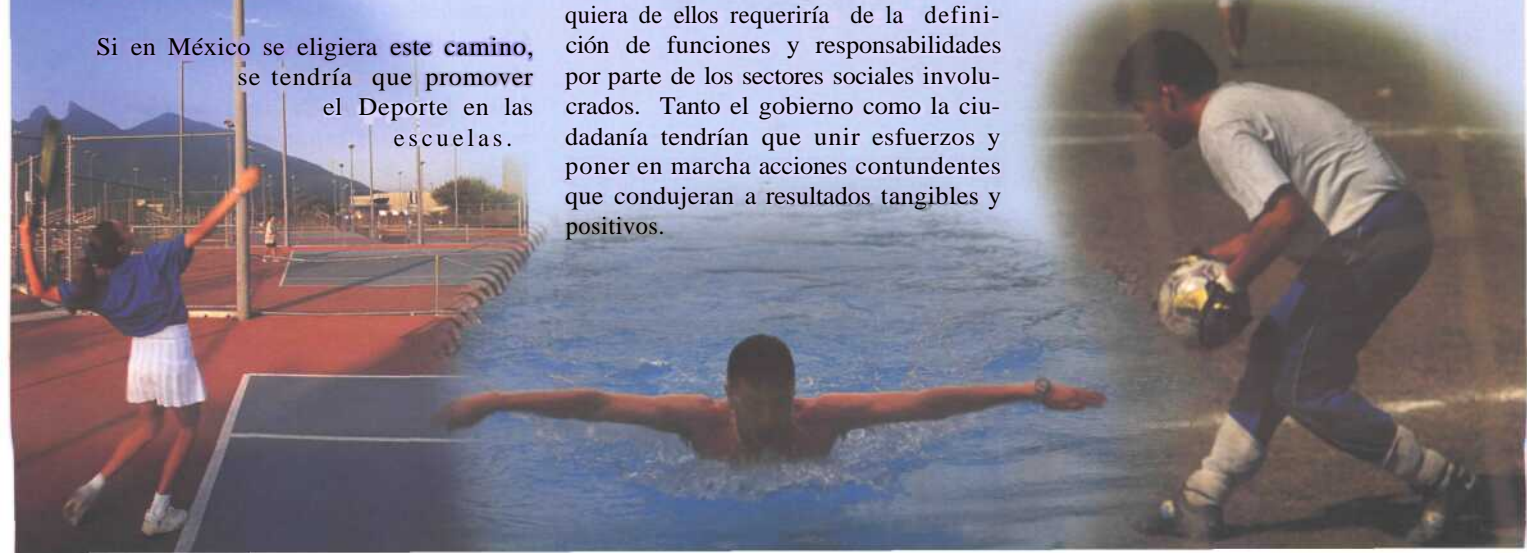 Si en México se eligiera este camino,
se tendría que promover
el Deporte en las
escuelas.
quiera de ellos requeriría de la defini-
ción de funciones y responsabilidades
por parte de los sectores sociales involu-
crados. Tanto el gobierno como la ciu-
dadanía tendrían que unir esfuerzos y
poner en marcha acciones contundentes
que condujeran a resultados tangibles y
positivos.